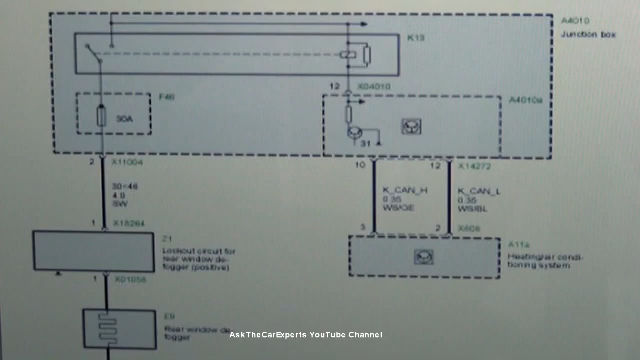 A4010
Junction box
K13
12
X04010
F46
30A
A4010a
31
2
X11004
10
12
X14272
30<46
4.0
SW
K_CAN_H
0.35
WS/GE
K_CAN_L
0.35
WS/BL
1
X18264
3
2
X608
Z1
Lockout circuit for
rear window de-
fogger (positive)
A11a
Heating/air condi-
tioning system
1
X01056
E9
Rear window de-
fogger
AskTheCarExperts YouTube Channel